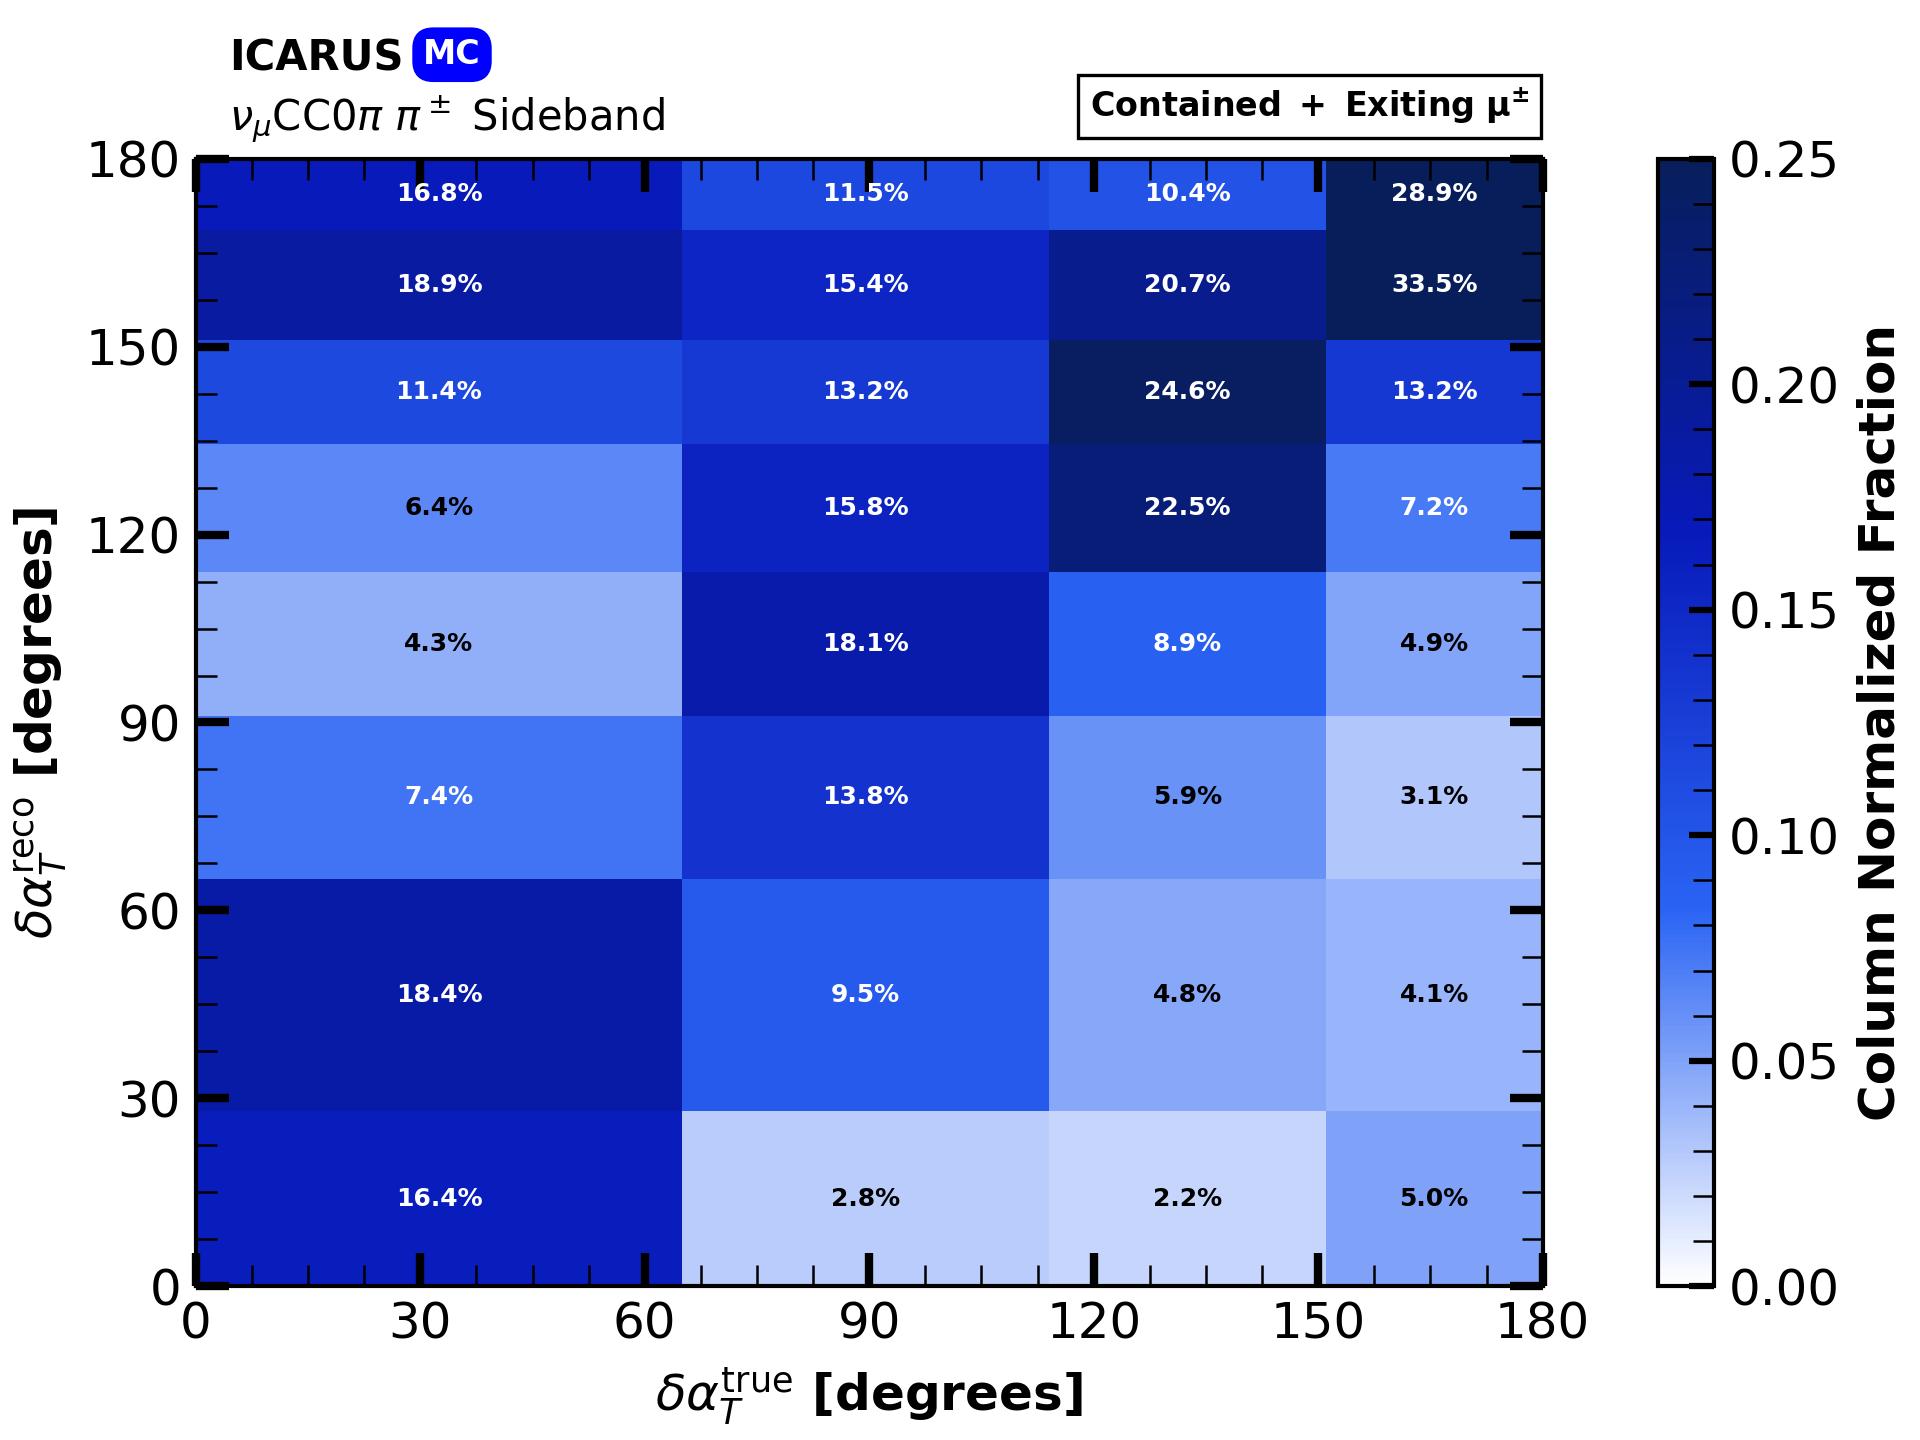 ICARUS MC
νμCC0π π± Sideband
Contained + Exiting μ±
180
150
120
90
60
30
0
δα_T^reco [degrees]
16.8% 11.5% 10.4% 28.9%
18.9% 15.4% 20.7% 33.5%
11.4% 13.2% 24.6% 13.2%
6.4% 15.8% 22.5% 7.2%
4.3% 18.1% 8.9% 4.9%
7.4% 13.8% 5.9% 3.1%
18.4% 9.5% 4.8% 4.1%
16.4% 2.8% 2.2% 5.0%
0 30 60 90 120 150 180
δα_T^true [degrees]
0.25
0.20
0.15
0.10
0.05
0.00
Column Normalized Fraction